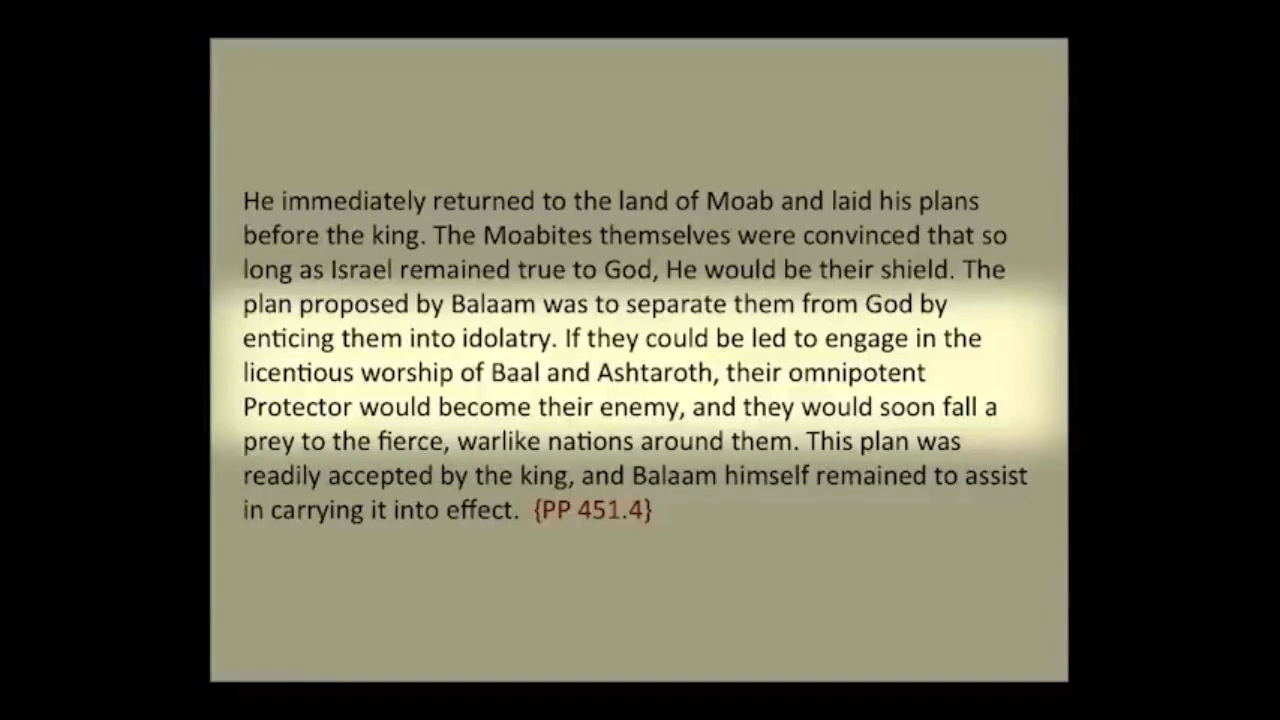 He immediately returned to the land of Moab and laid his plans
before the king. The Moabites themselves were convinced that so
long as Israel remained true to God, He would be their shield. The
plan proposed by Balaam was to separate them from God by
enticing them into idolatry. If they could be led to engage in the
licentious worship of Baal and Ashtaroth, their omnipotent
Protector would become their enemy, and they would soon fall a
prey to the fierce, warlike nations around them. This plan was
readily accepted by the king, and Balaam himself remained to assist
in carrying it into effect. {PP 451.4}